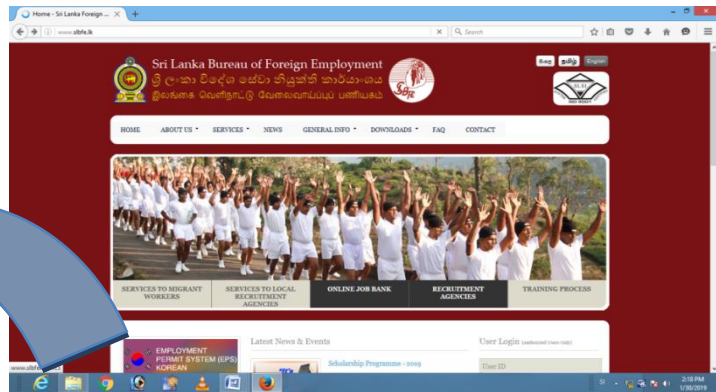 Home - Sri Lanka Foreign ...
www.slbfe.lk
Search
Sri Lanka Bureau of Foreign Employment
ශ්‍රී ලංකා විදේශ සේවා නියුක්ති කාර්යාංශය
இலங்கை வெளிநாட்டு வேலைவாய்ப்புப் பணியகம்
සිංහල தமிழ் English
HOME ABOUT US SERVICES NEWS GENERAL INFO DOWNLOADS FAQ CONTACT
SERVICES TO MIGRANT WORKERS
SERVICES TO LOCAL RECRUITMENT AGENCIES
ONLINE JOB BANK
RECRUITMENT AGENCIES
TRAINING PROCESS
EMPLOYMENT
PERMIT SYSTEM (EPS)
KOREAN
Latest News & Events
Scholarship Programme - 2019
User Login (Authorized Users Only)
User ID
2:18 PM
1/30/2019